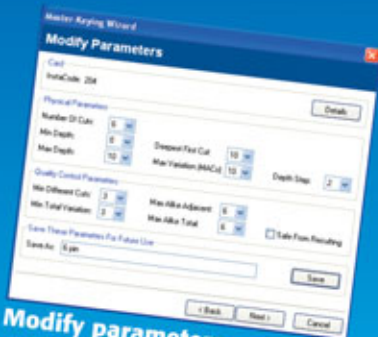 Master Keying Wizard
Modify Parameters
Card
InstaCode: 204
Details
Physical Parameters
Number Of Cuts: 6
Min Depth: 0
Max Depth: 10
Deepest First Cut 10
Max Variation (MACs) 10
Depth Step: 2
Quality Control Parameters
Min Different Cuts: 3
Min Total Variation: 3
Max Alike Adjacent: 6
Max Alike Total: 6
Safe From Recutting
Save These Parameters For Future Use
Save As: 6 pin
Save
< Back
Next >
Cancel
Modify